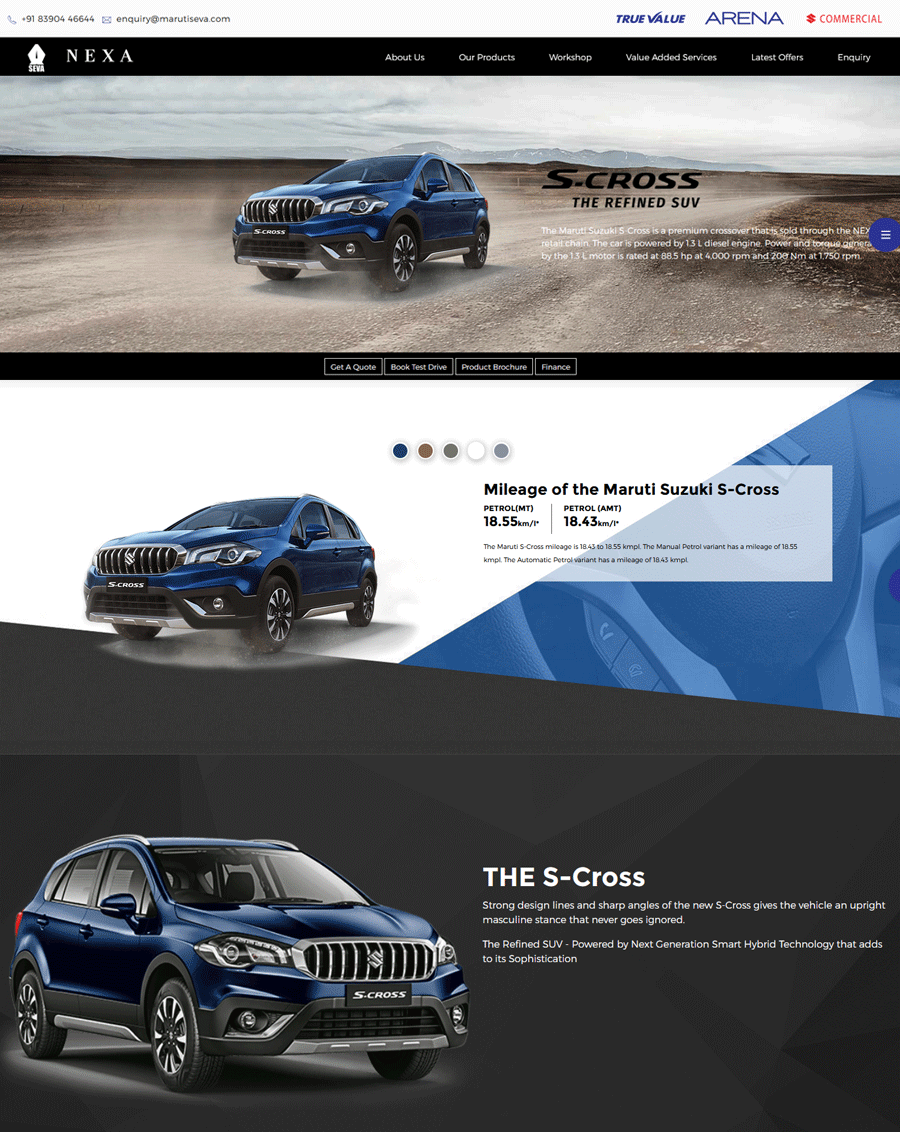 +91 83904 46644 enquiry@marutiseva.com TRUE VALUE ARENA COMMERCIAL
SEVA NEXA About Us Our Products Workshop Value Added Services Latest Offers Enquiry
S-CROSS
THE REFINED SUV
S-CROSS
The Maruti Suzuki S-Cross is a premium crossover that is sold through the NEX
retail chain. The car is powered by 1.3 L diesel engine. Power and torque genera
by the 1.3 L motor is rated at 88.5 hp at 4,000 rpm and 200 Nm at 1,750 rpm.
Get A Quote Book Test Drive Product Brochure Finance
Mileage of the Maruti Suzuki S-Cross
PETROL(MT) PETROL (AMT)
18.55km/l* 18.43km/l*
The Maruti S-Cross mileage is 18.43 to 18.55 kmpl. The Manual Petrol variant has a mileage of 18.55
kmpl. The Automatic Petrol variant has a mileage of 18.43 kmpl.
S-CROSS
THE S-Cross
Strong design lines and sharp angles of the new S-Cross gives the vehicle an upright
masculine stance that never goes ignored.
The Refined SUV - Powered by Next Generation Smart Hybrid Technology that adds
to its Sophistication
S-CROSS